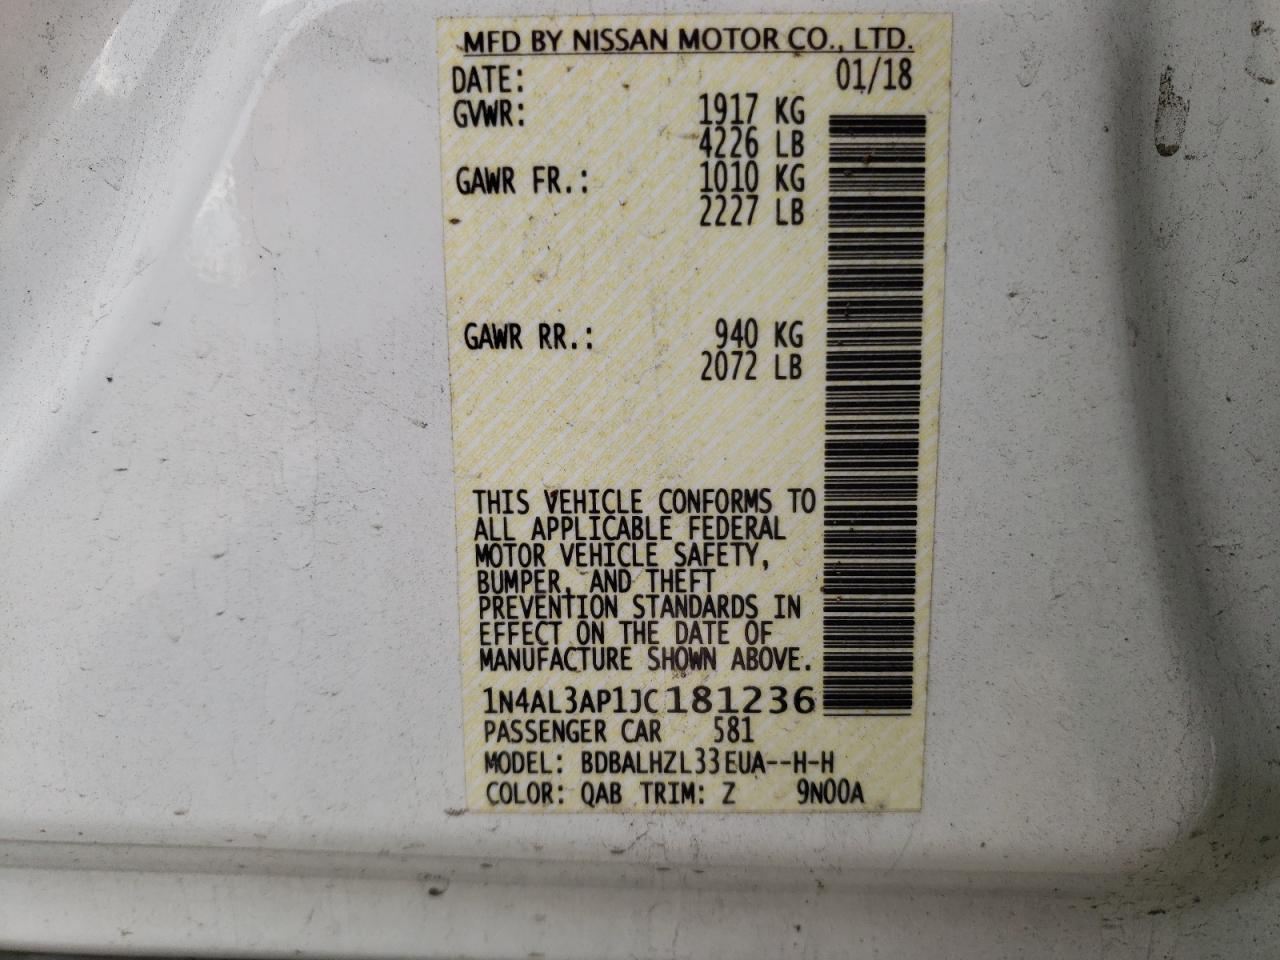 MFD BY NISSAN MOTOR CO., LTD.
DATE: 01/18
GVWR: 1917 KG
4226 LB
GAWR FR.: 1010 KG
2227 LB
GAWR RR.: 940 KG
2072 LB
THIS VEHICLE CONFORMS TO
ALL APPLICABLE FEDERAL
MOTOR VEHICLE SAFETY,
BUMPER, AND THEFT
PREVENTION STANDARDS IN
EFFECT ON THE DATE OF
MANUFACTURE SHOWN ABOVE.
1N4AL3AP1JC181236
PASSENGER CAR 581
MODEL: BDBALHZL33EUA--H-H
COLOR: QAB TRIM: Z 9N00A